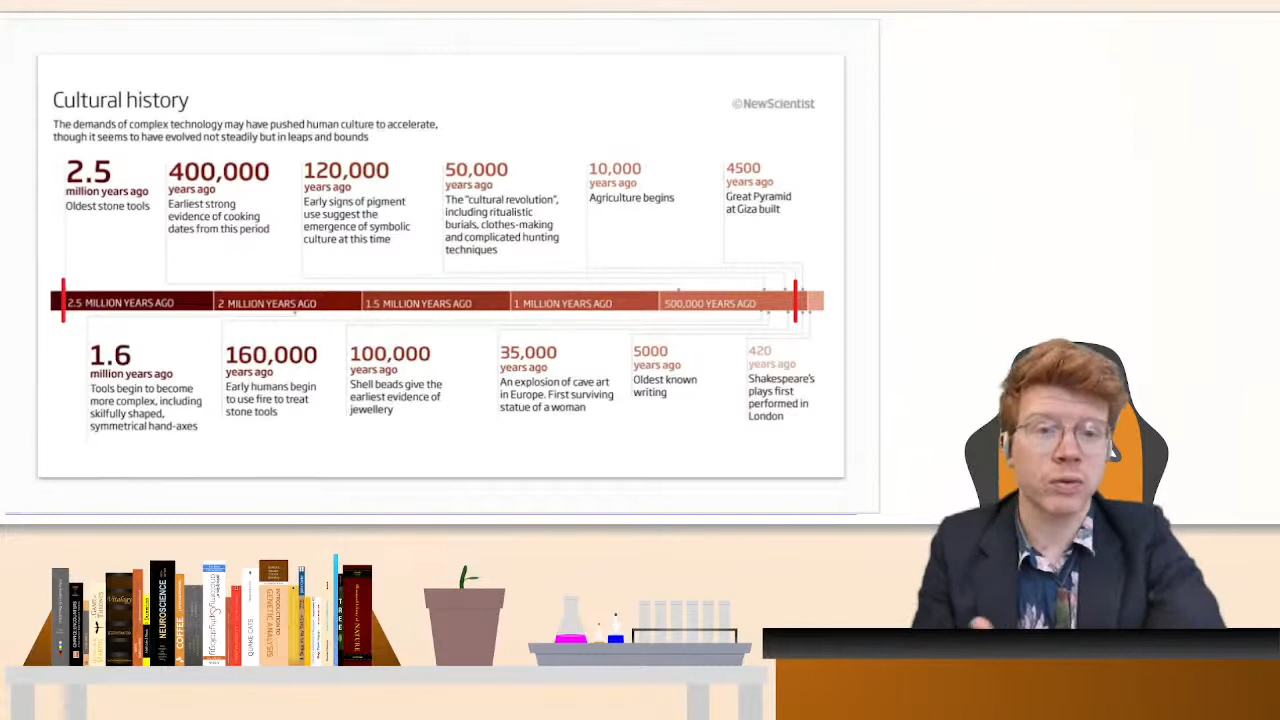 Cultural history
©NewScientist
The demands of complex technology may have pushed human culture to accelerate,
though it seems to have evolved not steadily but in leaps and bounds
2.5
million years ago
Oldest stone tools
400,000
years ago
Earliest strong
evidence of cooking
dates from this period
120,000
years ago
Early signs of pigment
use suggest the
emergence of symbolic
culture at this time
50,000
years ago
The "cultural revolution",
including ritualistic
burials, clothes-making
and complicated hunting
techniques
10,000
years ago
Agriculture begins
4500
years ago
Great Pyramid
at Giza built
2.5 MILLION YEARS AGO
2 MILLION YEARS AGO
1.5 MILLION YEARS AGO
1 MILLION YEARS AGO
500,000 YEARS AGO
1.6
million years ago
Tools begin to become
more complex, including
skilfully shaped,
symmetrical hand-axes
160,000
years ago
Early humans begin
to use fire to treat
stone tools
100,000
years ago
Shell beads give the
earliest evidence of
jewellery
35,000
years ago
An explosion of cave art
in Europe. First surviving
statue of a woman
5000
years ago
Oldest known
writing
420
years ago
Shakespeare's
plays first
performed in
London
Vitalogy
NEUROSCIENCE
COFFEE
QUAKE CATS
INTRODUCTION TO
GENETIC ANALYSIS
TREE
NATURE